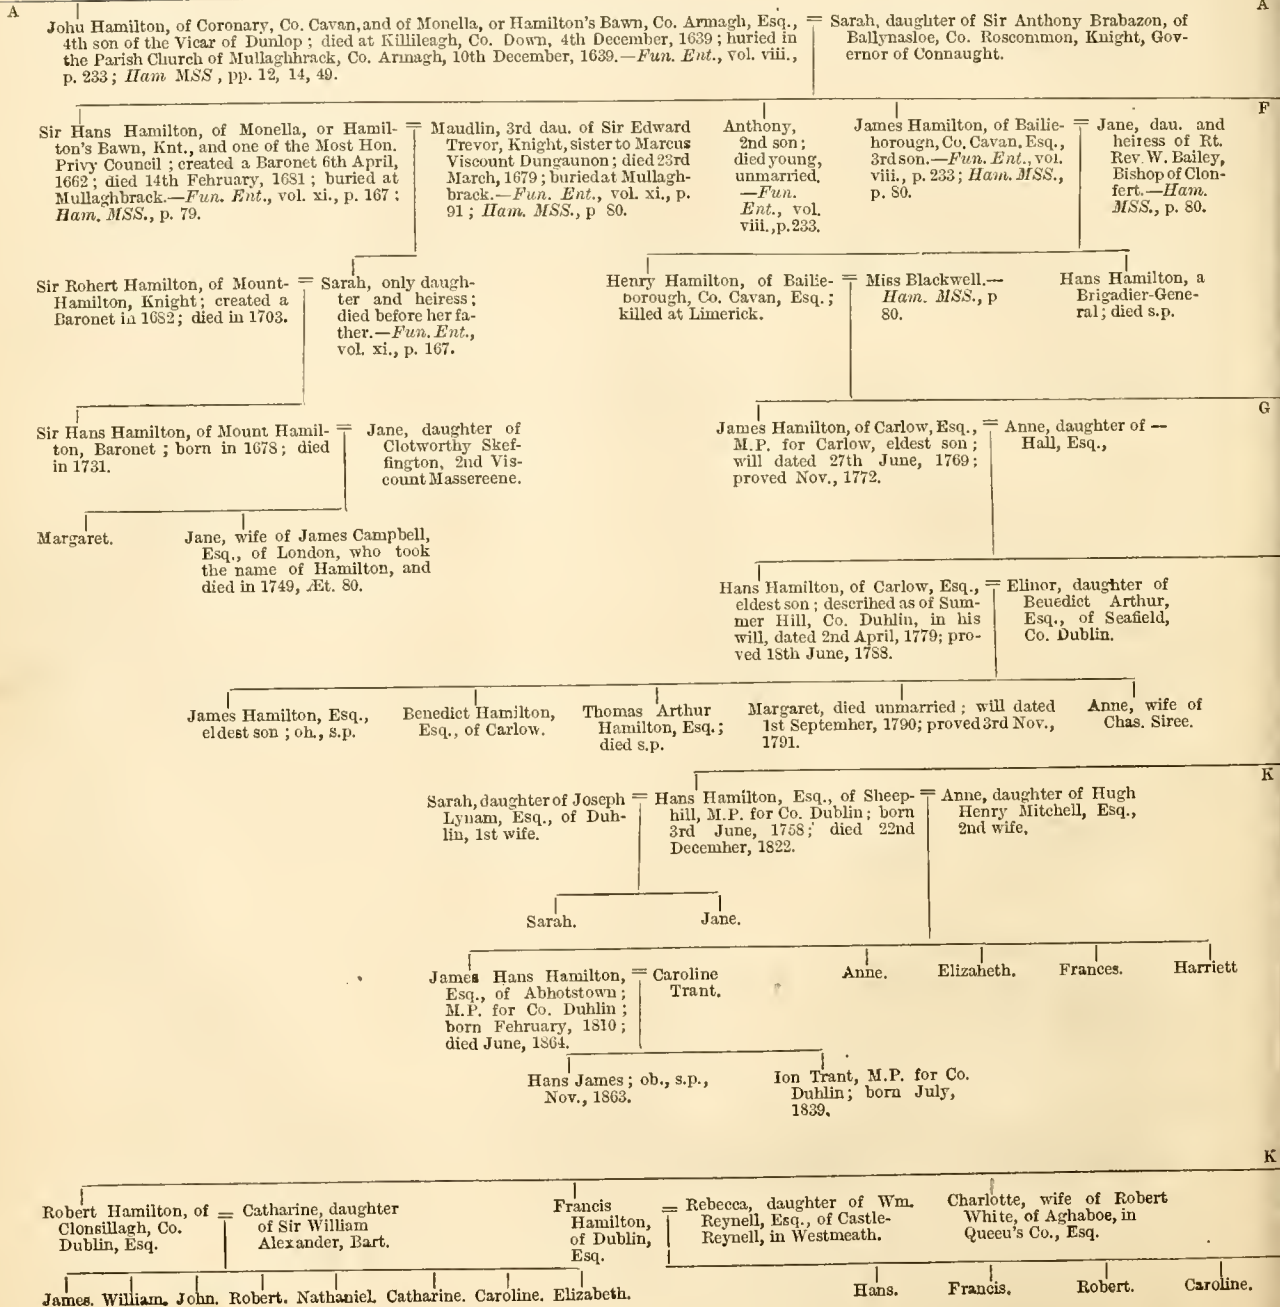 A
A
John Hamilton, of Coronary, Co. Cavan, and of Monella, or Hamilton's Bawn, Co. Armagh, Esq.,
4th son of the Vicar of Dunlop ; died at Killileagh, Co. Down, 4th December, 1639 ; huried in
the Parish Church of Mullaghhrack, Co. Armagh, 10th December, 1639.—Fun. Ent., vol. viii.,
p. 233 ; Ham MSS , pp. 12, 14, 49.
=
Sarah, daughter of Sir Anthony Brabazon, of
Ballynasloe, Co. Roscommon, Knight, Gov-
ernor of Connaught.
F
Sir Hans Hamilton, of Monella, or Hamil-
ton's Bawn, Knt., and one of the Most Hon.
Privy Council ; created a Baronet 6th April,
1662 ; died 14th Fehruary, 1681 ; buried at
Mullaghbrack.—Fun. Ent., vol. xi., p. 167 ;
Ham. MSS., p. 79.
=
Maudlin, 3rd dau. of Sir Edward
Trevor, Knight, sister to Marcus
Viscount Dungannon ; died 23rd
March, 1679 ; buried at Mullagh-
brack.—Fun. Ent., vol. xi., p.
91 ; Ham. MSS., p 80.
Anthony,
2nd son ;
died young,
unmarried.
—Fun.
Ent., vol.
viii., p. 233.
James Hamilton, of Bailie-
horough, Co. Cavan, Esq.,
3rd son.—Fun. Ent., vol.
viii., p. 233 ; Ham. MSS.,
p. 80.
=
Jane, dau. and
heiress of Rt.
Rev. W. Bailey,
Bishop of Clon-
fert.—Ham.
MSS., p. 80.
Sir Rohert Hamilton, of Mount-
Hamilton, Knight ; created a
Baronet in 1682 ; died in 1703.
=
Sarah, only daugh-
ter and heiress ;
died before her fa-
ther.—Fun. Ent.,
vol. xi., p. 167.
Henry Hamilton, of Bailie-
borough, Co. Cavan, Esq. ;
killed at Limerick.
=
Miss Blackwell.—
Ham. MSS., p
80.
Hans Hamilton, a
Brigadier-Gene-
ral ; died s.p.
G
Sir Hans Hamilton, of Mount Hamil-
ton, Baronet ; born in 1678 ; died
in 1731.
=
Jane, daughter of
Clotworthy Skef-
fington, 2nd Vis-
count Massereene.
James Hamilton, of Carlow, Esq.,
M.P. for Carlow, eldest son ;
will dated 27th June, 1769 ;
proved Nov., 1772.
=
Anne, daughter of —
Hall, Esq.,
Margaret.
Jane, wife of James Campbell,
Esq., of London, who took
the name of Hamilton, and
died in 1749, Æt. 80.
Hans Hamilton, of Carlow, Esq.,
eldest son ; described as of Sum-
mer Hill, Co. Duhlin, in his
will, dated 2nd April, 1779 ; pro-
ved 18th June, 1788.
=
Elinor, daughter of
Benedict Arthur,
Esq., of Seafield,
Co. Dublin.
James Hamilton, Esq.,
eldest son ; oh., s.p.
Benedict Hamilton,
Esq., of Carlow.
Thomas Arthur
Hamilton, Esq. ;
died s.p.
Margaret, died unmarried ; will dated
1st Septemher, 1790 ; proved 3rd Nov.,
1791.
Anne, wife of
Chas. Siree.
K
Sarah, daughter of Joseph
Lynam, Esq., of Duh-
lin, 1st wife.
=
Hans Hamilton, Esq., of Sheep-
hill, M.P. for Co. Dublin ; born
3rd June, 1758 ; died 22nd
Decemher, 1822.
=
Anne, daughter of Hugh
Henry Mitchell, Esq.,
2nd wife.
Sarah.
Jane.
James Hans Hamilton,
Esq., of Abhotstown ;
M.P. for Co. Duhlin ;
born Fehruary, 1810 ;
died June, 1864.
=
Caroline
Trant.
Anne.
Elizaheth.
Frances.
Harriett
Hans James ; ob., s.p.,
Nov., 1863.
Ion Trant, M.P. for Co.
Duhlin ; born July,
1839.
K
Robert Hamilton, of
Clonsillagh, Co.
Dublin, Esq.
=
Catharine, daughter
of Sir William
Alexander, Bart.
Francis
Hamilton,
of Dublin,
Esq.
=
Rebecca, daughter of Wm.
Reynell, Esq., of Castle-
Reynell, in Westmeath.
Charlotte, wife of Robert
White, of Aghaboe, in
Queen's Co., Esq.
James. William. John. Robert. Nathaniel. Catharine. Caroline. Elizabeth.
Hans.
Francis.
Robert.
Caroline.